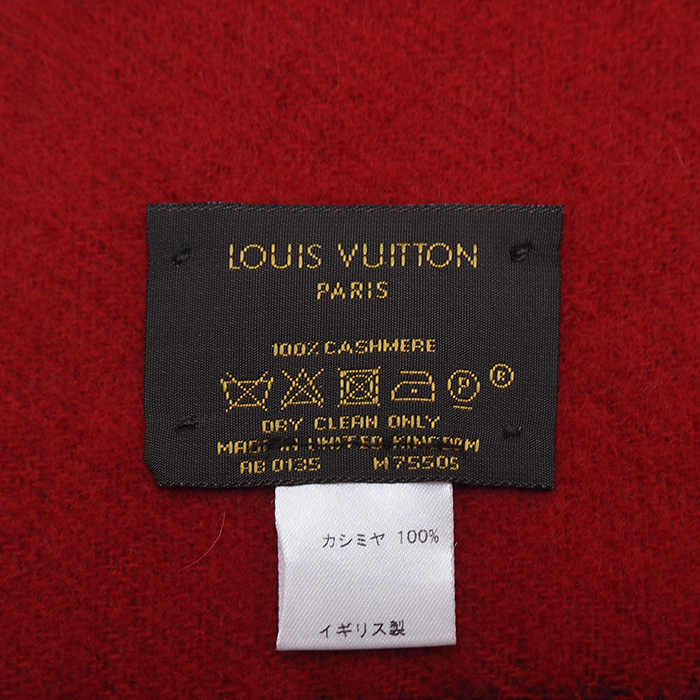 LOUIS VUITTON
PARIS
100% CASHMERE
P ®
DRY CLEAN ONLY
MADE IN UNITED KINGDOM
AB 0135 M75505
カシミヤ 100%
イギリス製